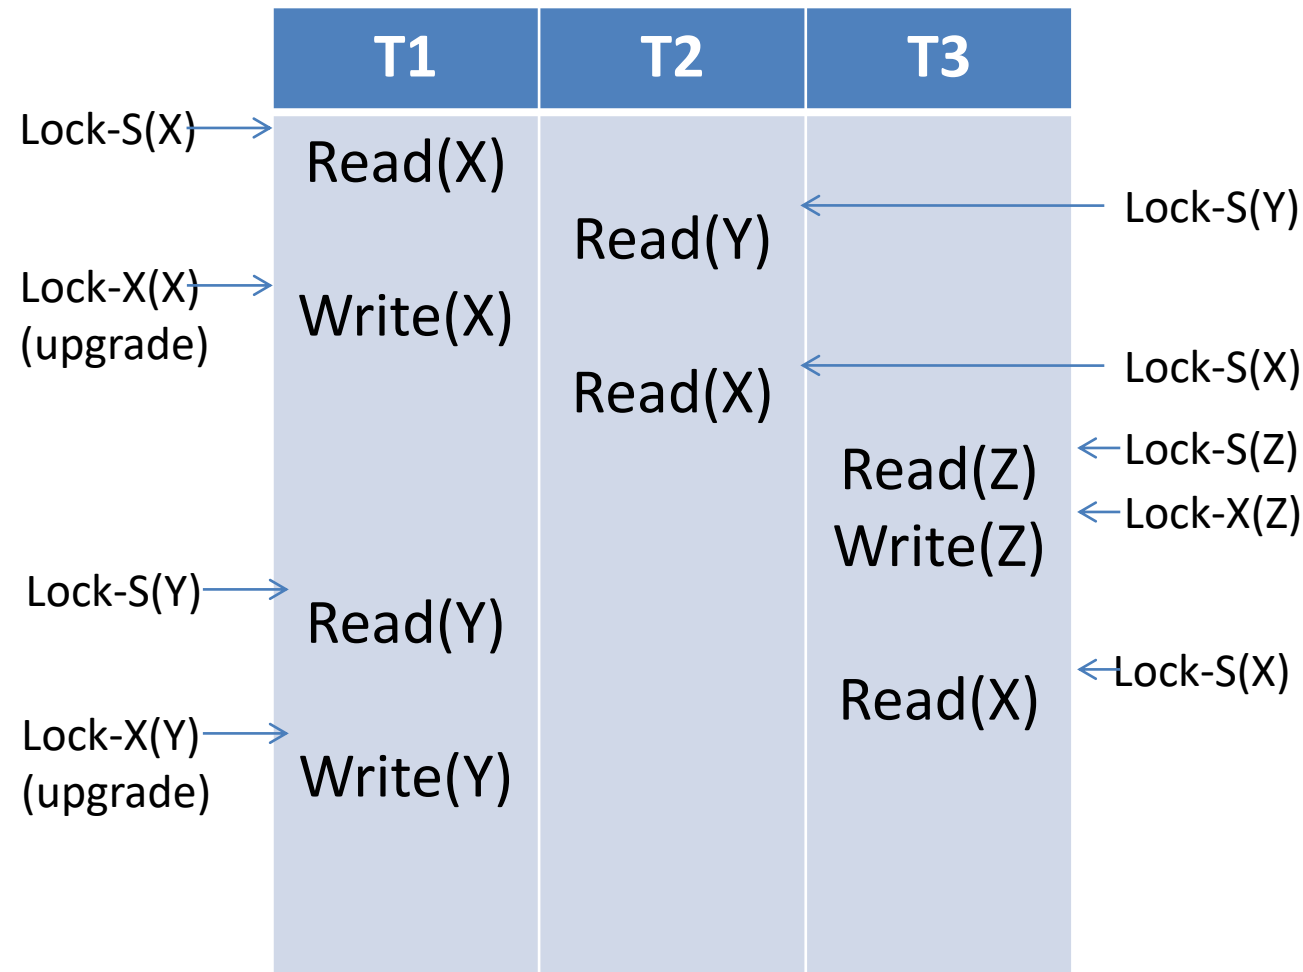 T1 T2 T3
Lock-S(X)
Read(X)
Lock-S(Y)
Read(Y)
Lock-X(X)
(upgrade)
Write(X)
Lock-S(X)
Read(X)
Lock-S(Z)
Read(Z)
Lock-X(Z)
Write(Z)
Lock-S(Y)
Read(Y)
Lock-S(X)
Read(X)
Lock-X(Y)
(upgrade)
Write(Y)